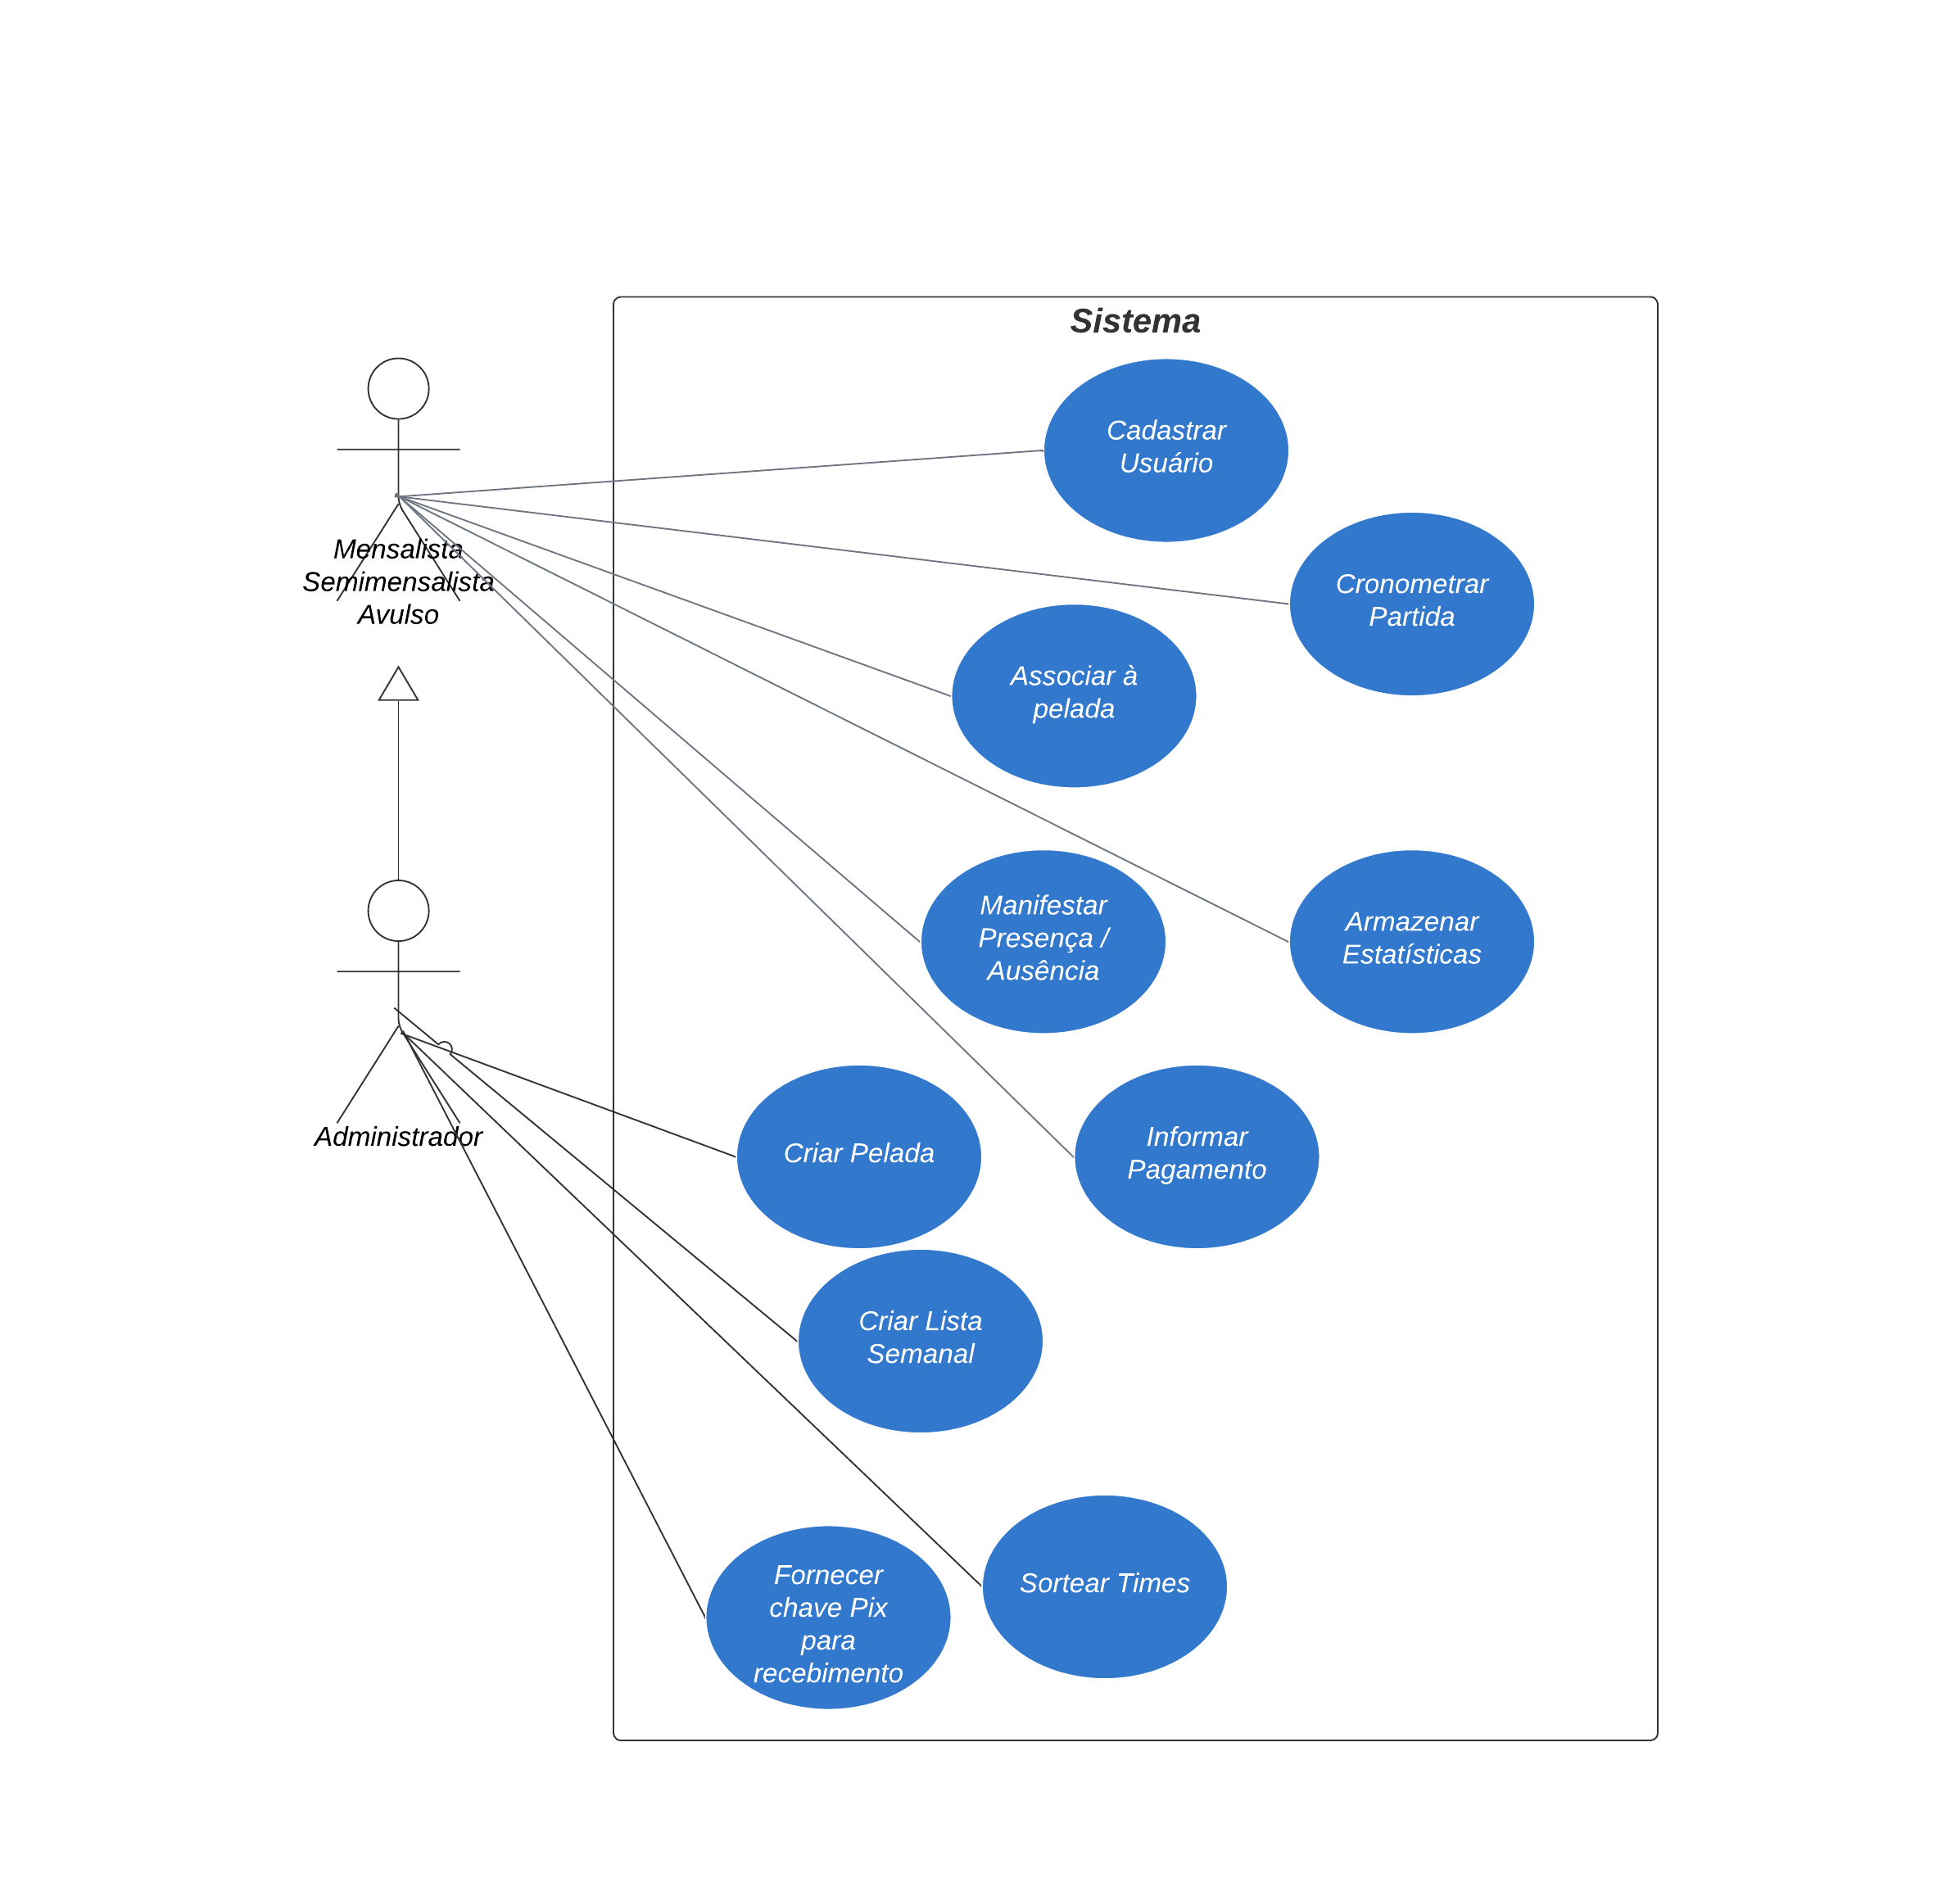 Sistema
Cadastrar
Usuário
Mensalista
Semimensalista
Avulso
Cronometrar
Partida
Associar à
pelada
Manifestar
Presença /
Ausência
Armazenar
Estatísticas
Administrador
Criar Pelada
Informar
Pagamento
Criar Lista
Semanal
Sortear Times
Fornecer
chave Pix
para
recebimento